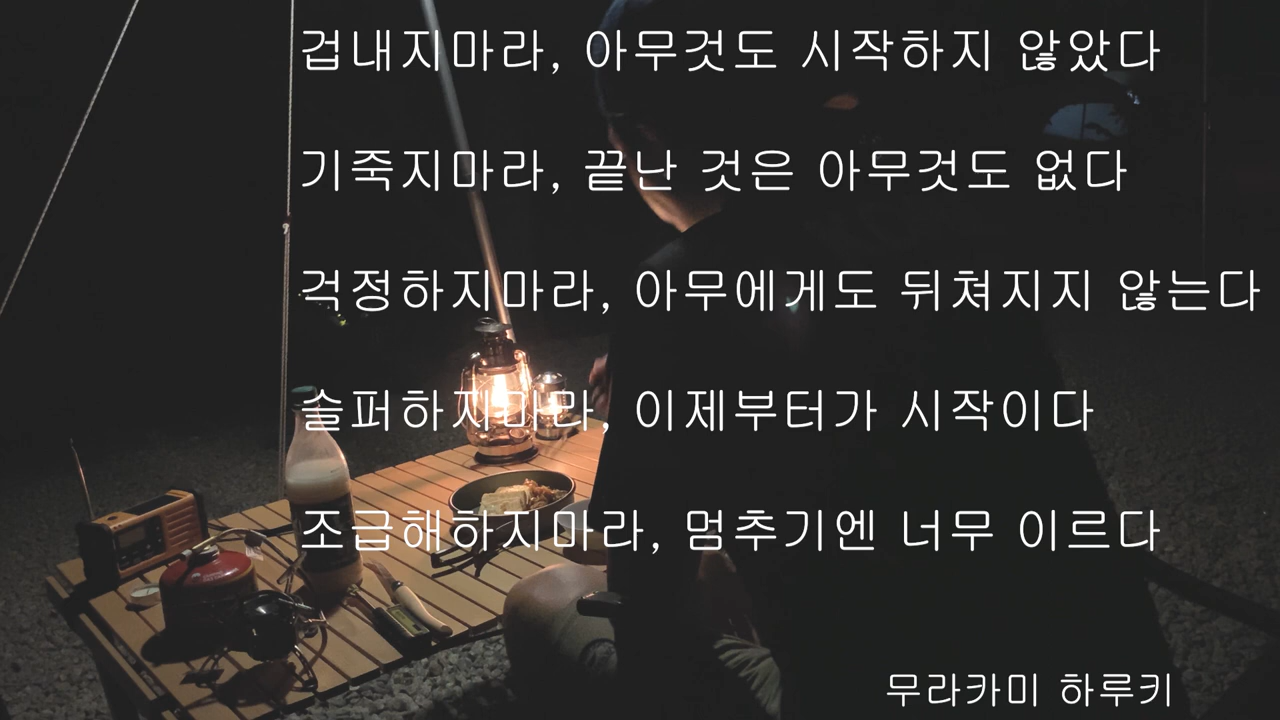 겁내지마라, 아무것도 시작하지 않았다
기죽지마라, 끝난 것은 아무것도 없다
걱정하지마라, 아무에게도 뒤쳐지지 않는다
슬퍼하지마라, 이제부터가 시작이다
조급해하지마라, 멈추기엔 너무 이르다
무라카미 하루키